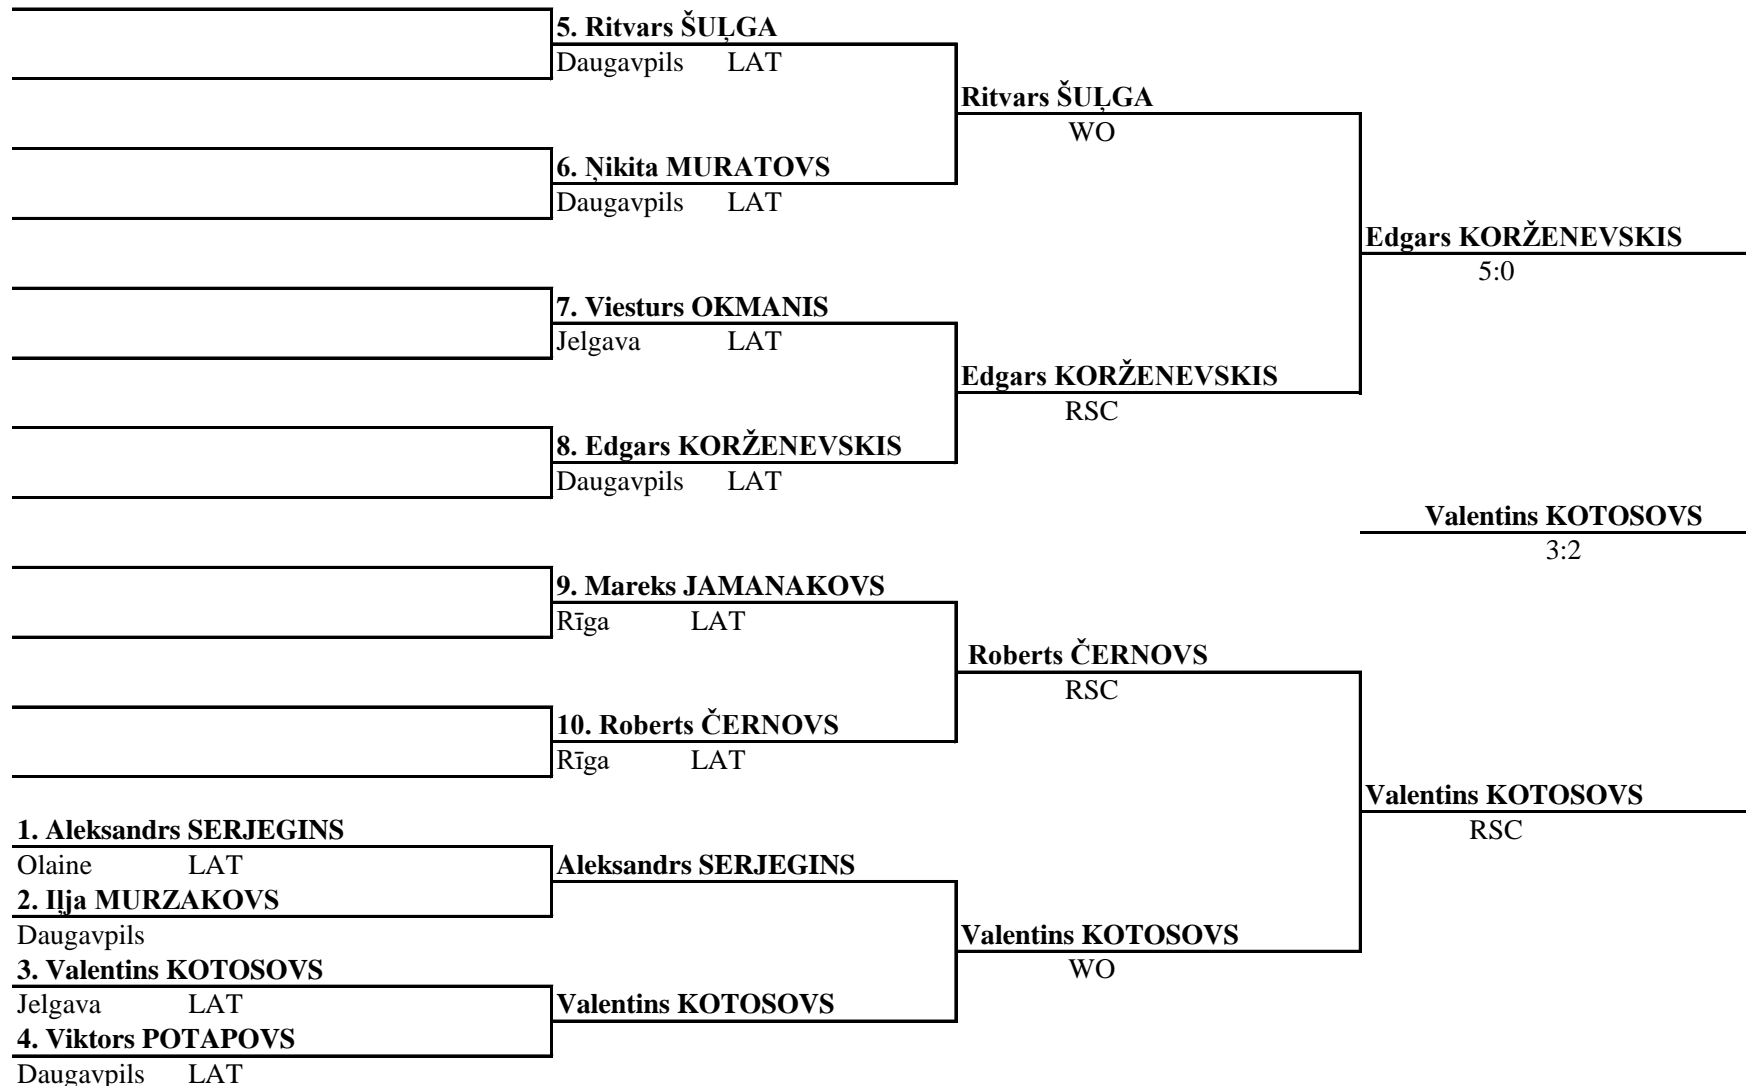 5. Ritvars ŠUĻGA
Daugavpils LAT
Ritvars ŠUĻGA
WO
6. Ņikita MURATOVS
Daugavpils LAT
Edgars KORŽENEVSKIS
5:0
7. Viesturs OKMANIS
Jelgava LAT
Edgars KORŽENEVSKIS
RSC
8. Edgars KORŽENEVSKIS
Daugavpils LAT
Valentins KOTOSOVS
3:2
9. Mareks JAMANAKOVS
Rīga LAT
Roberts ČERNOVS
RSC
10. Roberts ČERNOVS
Rīga LAT
Valentins KOTOSOVS
RSC
1. Aleksandrs SERJEGINS
Olaine LAT
Aleksandrs SERJEGINS
2. Iļja MURZAKOVS
Daugavpils
Valentins KOTOSOVS
WO
3. Valentins KOTOSOVS
Jelgava LAT
Valentins KOTOSOVS
4. Viktors POTAPOVS
Daugavpils LAT